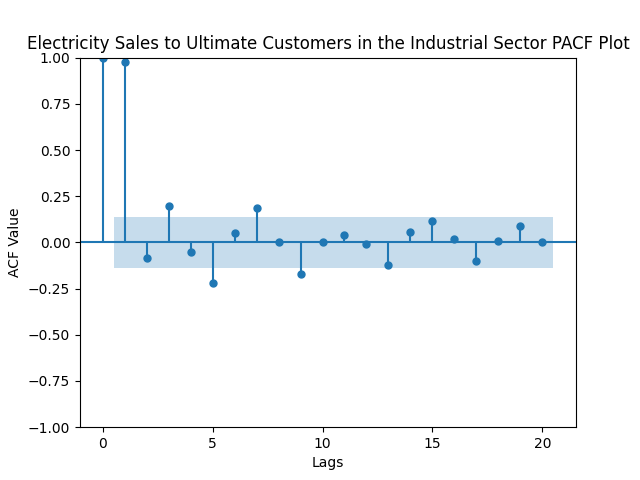 Electricity Sales to Ultimate Customers in the Industrial Sector PACF Plot
1.00
0.75
0.50
0.25
0.00
−0.25
−0.50
−0.75
−1.00
ACF Value
0 5 10 15 20
Lags